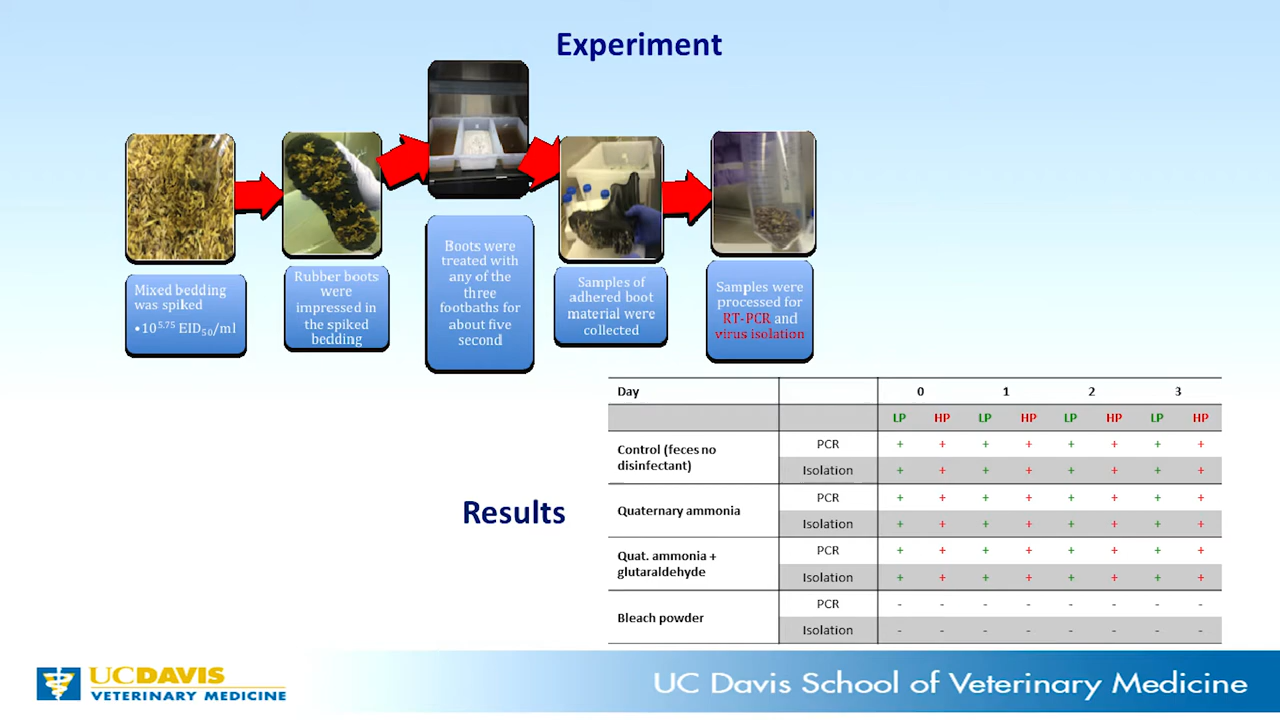 Experiment
Mixed bedding
was spiked
•10^5.75 EID50/ml
Rubber boots
were
impressed in
the spiked
bedding
Boots were
treated with
any of the
three
footbaths for
about five
second
Samples of
adhered boot
material were
collected
Samples were
processed for
RT-PCR and
virus isolation
Results
Day 0 1 2 3
LP HP LP HP LP HP LP HP
Control (feces no
disinfectant)
PCR + + + + + + + +
Isolation + + + + + + + +
Quaternary ammonia
PCR + + + + + + + +
Isolation + + + + + + + +
Quat. ammonia +
glutaraldehyde
PCR + + + + + + + +
Isolation + + + + + + + +
Bleach powder
PCR - - - - - - - -
Isolation - - - - - - - -
UCDAVIS
VETERINARY MEDICINE
UC Davis School of Veterinary Medicine